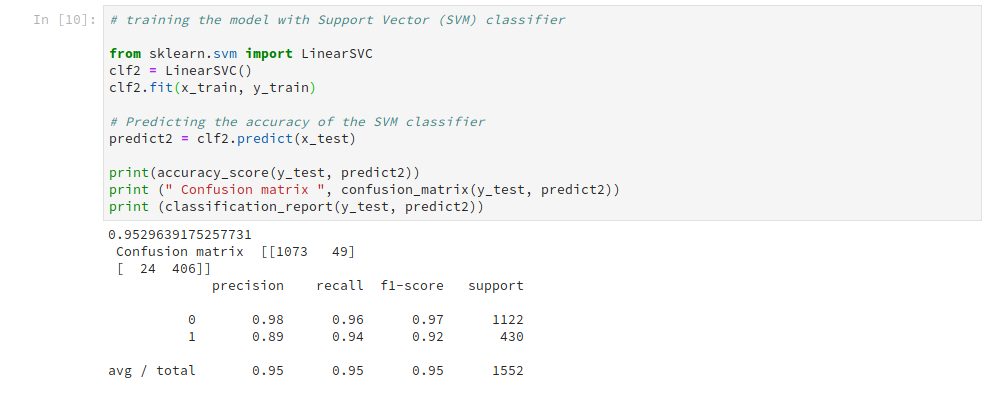 In [10]: # training the model with Support Vector (SVM) classifier
from sklearn.svm import LinearSVC
clf2 = LinearSVC()
clf2.fit(x_train, y_train)
# Predicting the accuracy of the SVM classifier
predict2 = clf2.predict(x_test)
print(accuracy_score(y_test, predict2))
print (" Confusion matrix ", confusion_matrix(y_test, predict2))
print (classification_report(y_test, predict2))
0.9529639175257731
Confusion matrix  [[1073   49]
[  24  406]]
precision    recall  f1-score   support
0       0.98      0.96      0.97      1122
1       0.89      0.94      0.92       430
avg / total       0.95      0.95      0.95      1552